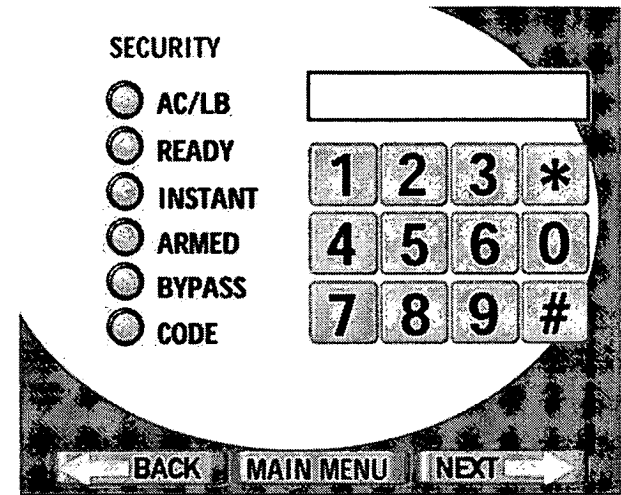 SECURITY
AC/LB
READY
INSTANT
ARMED
BYPASS
CODE
1 2 3 *
4 5 6 0
7 8 9 #
BACK MAIN MENU NEXT